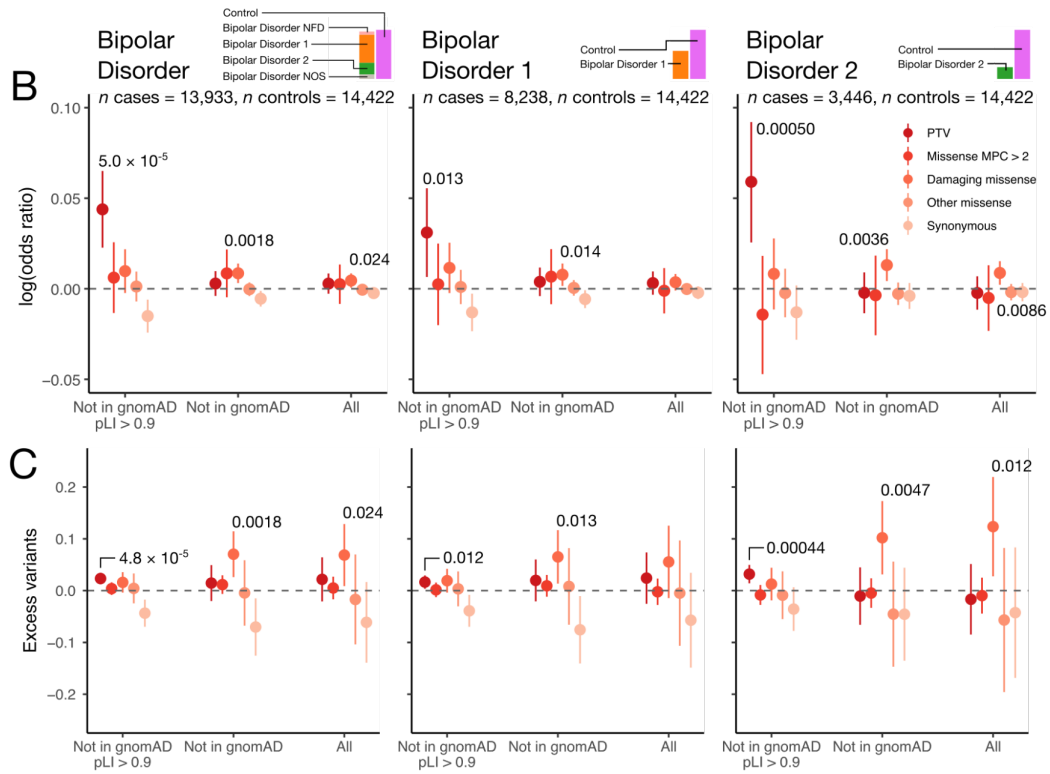 Bipolar
Disorder
Control
Bipolar Disorder NFD
Bipolar Disorder 1
Bipolar Disorder 2
Bipolar Disorder NOS
Bipolar
Disorder 1
Control
Bipolar Disorder 1
Bipolar
Disorder 2
Control
Bipolar Disorder 2
B
n cases = 13,933, n controls = 14,422
n cases = 8,238, n controls = 14,422
n cases = 3,446, n controls = 14,422
log(odds ratio)
0.10
0.05
0.00
−0.05
5.0 × 10⁻⁵
0.0018
0.024
0.013
0.014
0.00050
0.0036
0.0086
PTV
Missense MPC > 2
Damaging missense
Other missense
Synonymous
Not in gnomAD
pLI > 0.9
Not in gnomAD
All
Not in gnomAD
pLI > 0.9
Not in gnomAD
All
Not in gnomAD
pLI > 0.9
Not in gnomAD
All
C
Excess variants
0.2
0.1
0.0
−0.1
−0.2
4.8 × 10⁻⁵
0.0018
0.024
0.012
0.013
0.00044
0.0047
0.012
Not in gnomAD
pLI > 0.9
Not in gnomAD
All
Not in gnomAD
pLI > 0.9
Not in gnomAD
All
Not in gnomAD
pLI > 0.9
Not in gnomAD
All